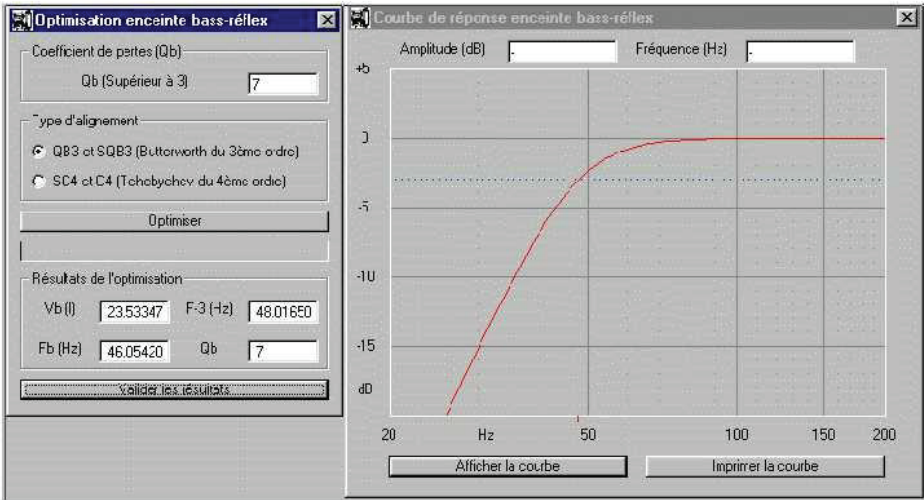 Optimisation enceinte bass-réflex
Coefficient de pertes (Qb)
Qb (Supérieur à 3)
7
Type d'alignement
QB3 et SQB3 (Butterworth du 3ème ordre)
SC4 et C4 (Tchebychev du 4ème ordre)
Optimiser
Résultats de l'optimisation
Vb (l) 23.53347 F-3 (Hz) 48.01650
Fb (Hz) 46.05420 Qb 7
Valider les résultats
Courbe de réponse enceinte bass-réflex
Amplitude (dB) - Fréquence (Hz) -
+5
0
-5
-10
-15
dD
20 Hz 50 100 150 200
Afficher la courbe Imprimer la courbe